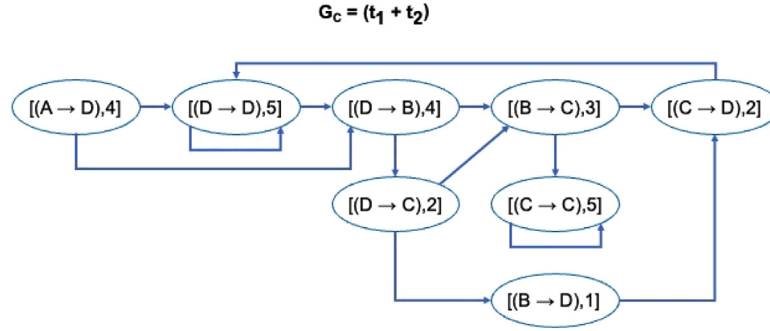 G_C = (t_1 + t_2)
[(A → D),4] [(D → D),5] [(D → B),4] [(B → C),3] [(C → D),2]
[(D → C),2] [(C → C),5]
[(B → D),1]